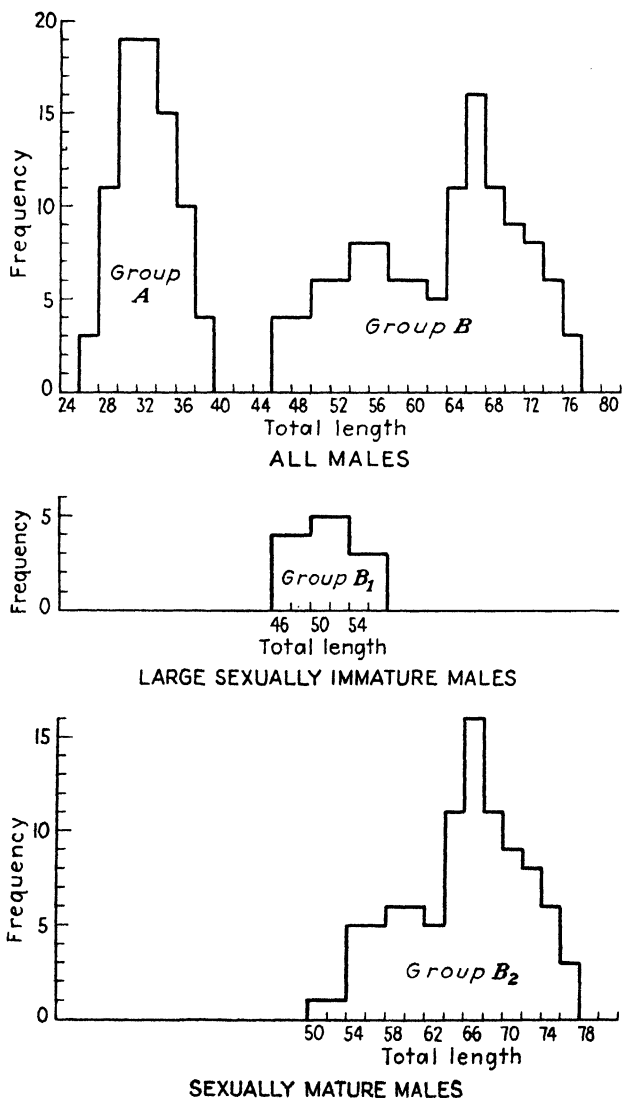 20
15
10
5
0
Frequency
Group
A
Group B
24 28 32 36 40 44 48 52 56 60 64 68 72 76 80
Total length
ALL MALES
5
0
Frequency
Group B1
46 50 54
Total length
LARGE SEXUALLY IMMATURE MALES
15
10
5
0
Frequency
Group B2
50 54 58 62 66 70 74 78
Total length
SEXUALLY MATURE MALES